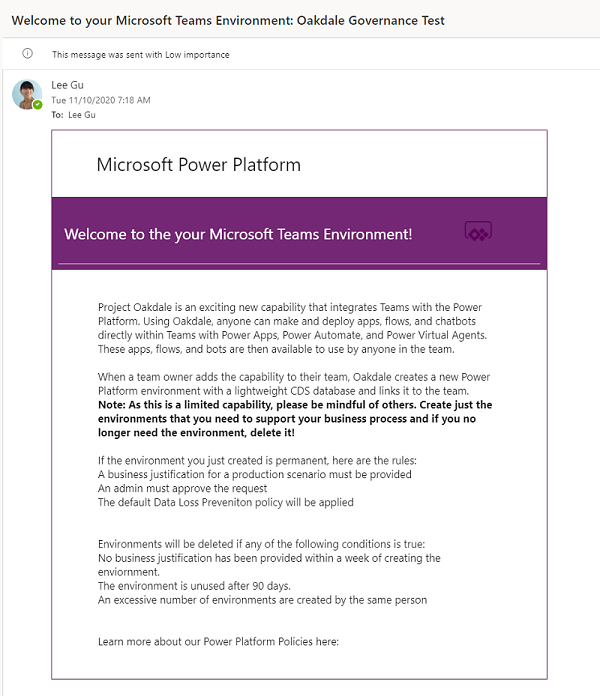 Welcome to your Microsoft Teams Environment: Oakdale Governance Test
This message was sent with Low importance
Lee Gu
Tue 11/10/2020 7:18 AM
To: Lee Gu
Microsoft Power Platform
Welcome to the your Microsoft Teams Environment!
Project Oakdale is an exciting new capability that integrates Teams with the Power
Platform. Using Oakdale, anyone can make and deploy apps, flows, and chatbots
directly within Teams with Power Apps, Power Automate, and Power Virtual Agents.
These apps, flows, and bots are then available to use by anyone in the team.
When a team owner adds the capability to their team, Oakdale creates a new Power
Platform environment with a lightweight CDS database and links it to the team.
Note: As this is a limited capability, please be mindful of others. Create just the
environments that you need to support your business process and if you no
longer need the environment, delete it!
If the environment you just created is permanent, here are the rules:
A business justification for a production scenario must be provided
An admin must approve the request
The default Data Loss Preveniton policy will be applied
Environments will be deleted if any of the following conditions is true:
No business justification has been provided within a week of creating the
enviornment.
The environment is unused after 90 days.
An excessive number of environments are created by the same person
Learn more about our Power Platform Policies here: